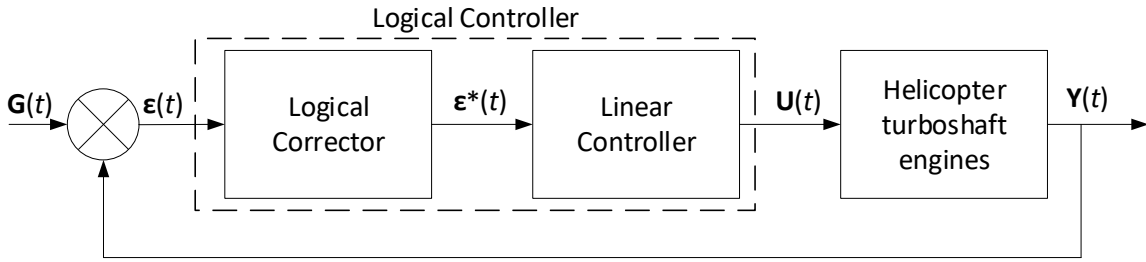 Logical Controller
G(t)
ε(t)
Logical
Corrector
ε*(t)
Linear
Controller
U(t)
Helicopter
turboshaft
engines
Y(t)